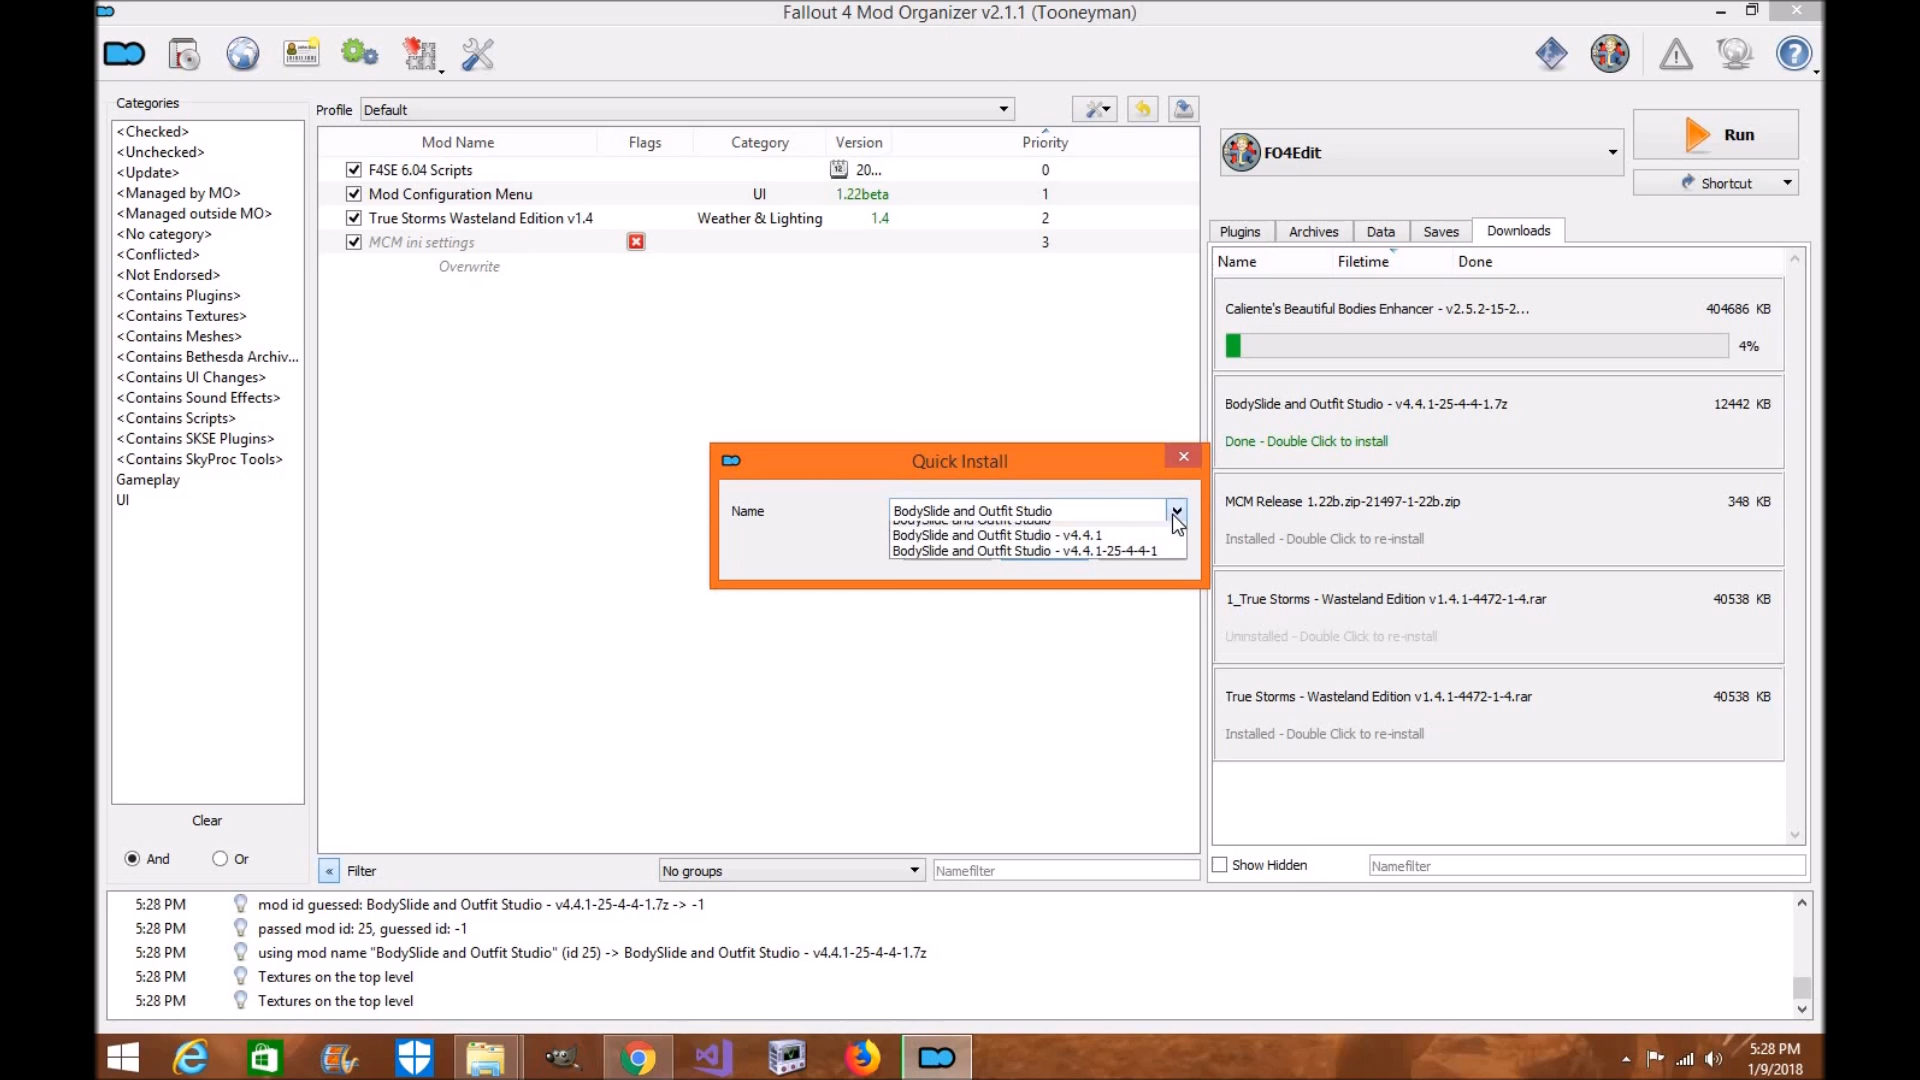 Fallout 4 Mod Organizer v2.1.1 (Tooneyman)
Categories
<Checked>
<Unchecked>
<Update>
<Managed by MO>
<Managed outside MO>
<No category>
<Conflicted>
<Not Endorsed>
<Contains Plugins>
<Contains Textures>
<Contains Meshes>
<Contains Bethesda Archiv...
<Contains UI Changes>
<Contains Sound Effects>
<Contains Scripts>
<Contains SKSE Plugins>
<Contains SkyProc Tools>
Gameplay
UI
Clear
And Or
Profile Default
Mod Name Flags Category Version Priority
F4SE 6.04 Scripts 20... 0
Mod Configuration Menu UI 1.22beta 1
True Storms Wasteland Edition v1.4 Weather & Lighting 1.4 2
MCM ini settings 3
Overwrite
« Filter No groups Namefilter
Quick Install
Name BodySlide and Outfit Studio
BodySlide and Outfit Studio
BodySlide and Outfit Studio - v4.4.1
BodySlide and Outfit Studio - v4.4.1-25-4-4-1
FO4Edit
Run
Shortcut
Plugins Archives Data Saves Downloads
Name Filetime Done
Caliente's Beautiful Bodies Enhancer - v2.5.2-15-2... 404686 KB
4%
BodySlide and Outfit Studio - v4.4.1-25-4-4-1.7z 12442 KB
Done - Double Click to install
MCM Release 1.22b.zip-21497-1-22b.zip 348 KB
Installed - Double Click to re-install
1_True Storms - Wasteland Edition v1.4.1-4472-1-4.rar 40538 KB
Uninstalled - Double Click to re-install
True Storms - Wasteland Edition v1.4.1-4472-1-4.rar 40538 KB
Installed - Double Click to re-install
Show Hidden Namefilter
5:28 PM mod id guessed: BodySlide and Outfit Studio - v4.4.1-25-4-4-1.7z -> -1
5:28 PM passed mod id: 25, guessed id: -1
5:28 PM using mod name "BodySlide and Outfit Studio" (id 25) -> BodySlide and Outfit Studio - v4.4.1-25-4-4-1.7z
5:28 PM Textures on the top level
5:28 PM Textures on the top level
5:28 PM
1/9/2018